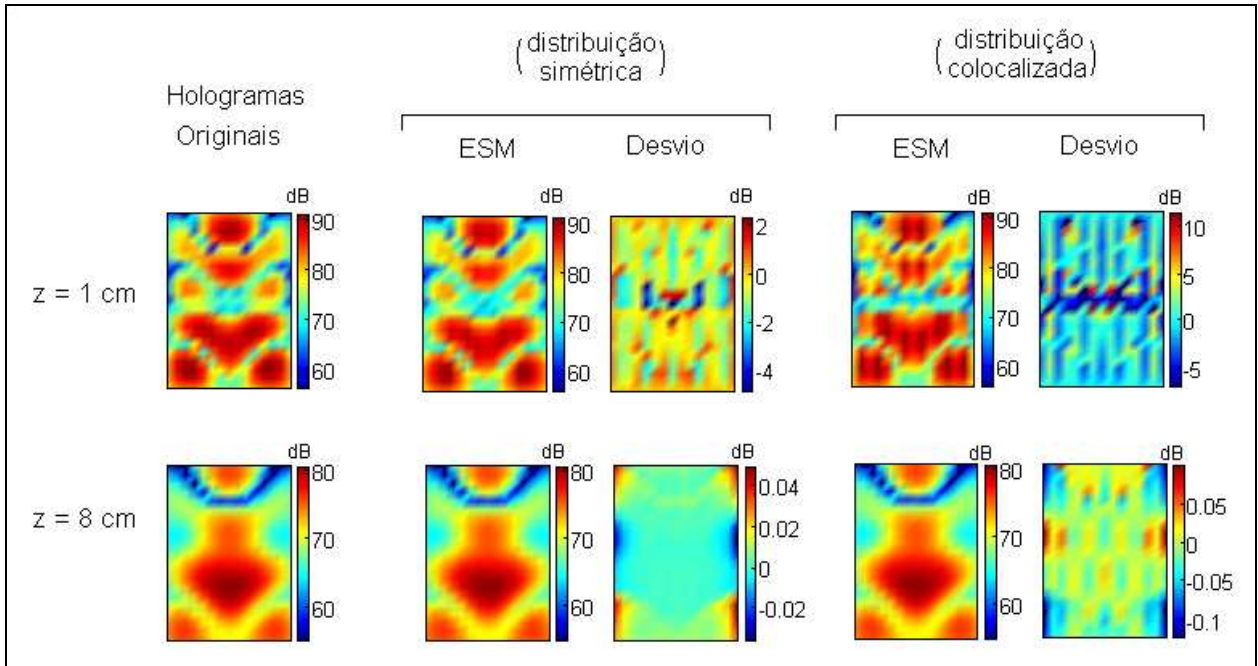 distribuição
simétrica
distribuição
colocalizada
Hologramas
Originais
ESM
Desvio
ESM
Desvio
z = 1 cm
dB
90
80
70
60
dB
90
80
70
60
dB
2
0
-2
-4
dB
90
80
70
60
dB
10
5
0
-5
z = 8 cm
dB
80
70
60
dB
80
70
60
dB
0.04
0.02
0
-0.02
dB
80
70
60
dB
0.05
0
-0.05
-0.1